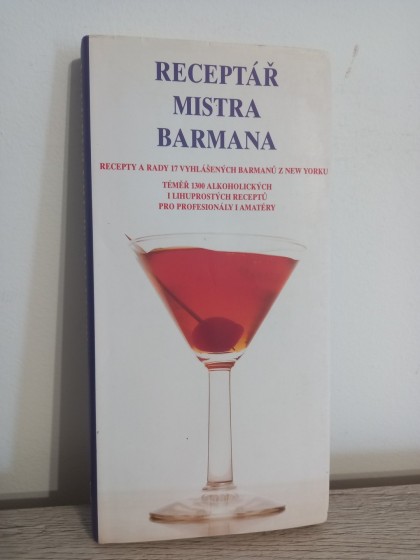 RECEPTÁŘ
MISTRA
BARMANA
RECEPTY A RADY 17 VYHLÁŠENÝCH BARMANŮ Z NEW YORKU
TÉMĚŘ 1300 ALKOHOLICKÝCH
I LIHUPROSTÝCH RECEPTŮ
PRO PROFESIONÁLY I AMATÉRY